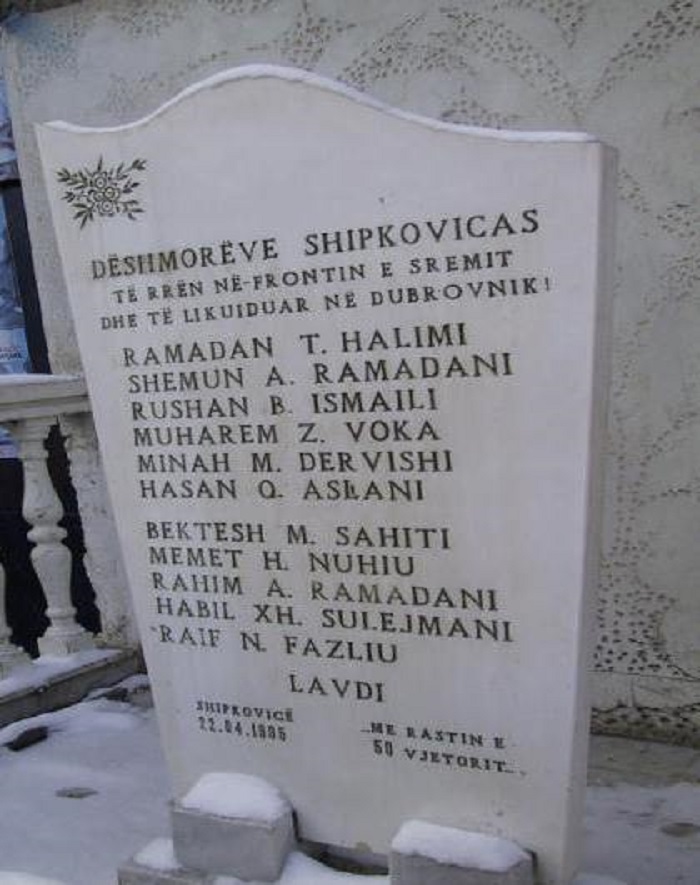 DËSHMORËVE SHIPKOVICAS
TË RRËN NË-FRONTIN E SREMIT
DHE TË LIKUIDUAR NË DUBROVNIK!
RAMADAN T. HALIMI
SHEMUN A. RAMADANI
RUSHAN B. ISMAILI
MUHAREM Z. VOKA
MINAH M. DERVISHI
HASAN Q. ASLANI
BEKTESH M. SAHITI
MEMET H. NUHIU
RAHIM A. RAMADANI
HABIL XH. SULEJMANI
RAIF N. FAZLIU
LAVDI
SHIPKOVICË
22.04.1995
...ME RASTIN E
50 VJETORIT...